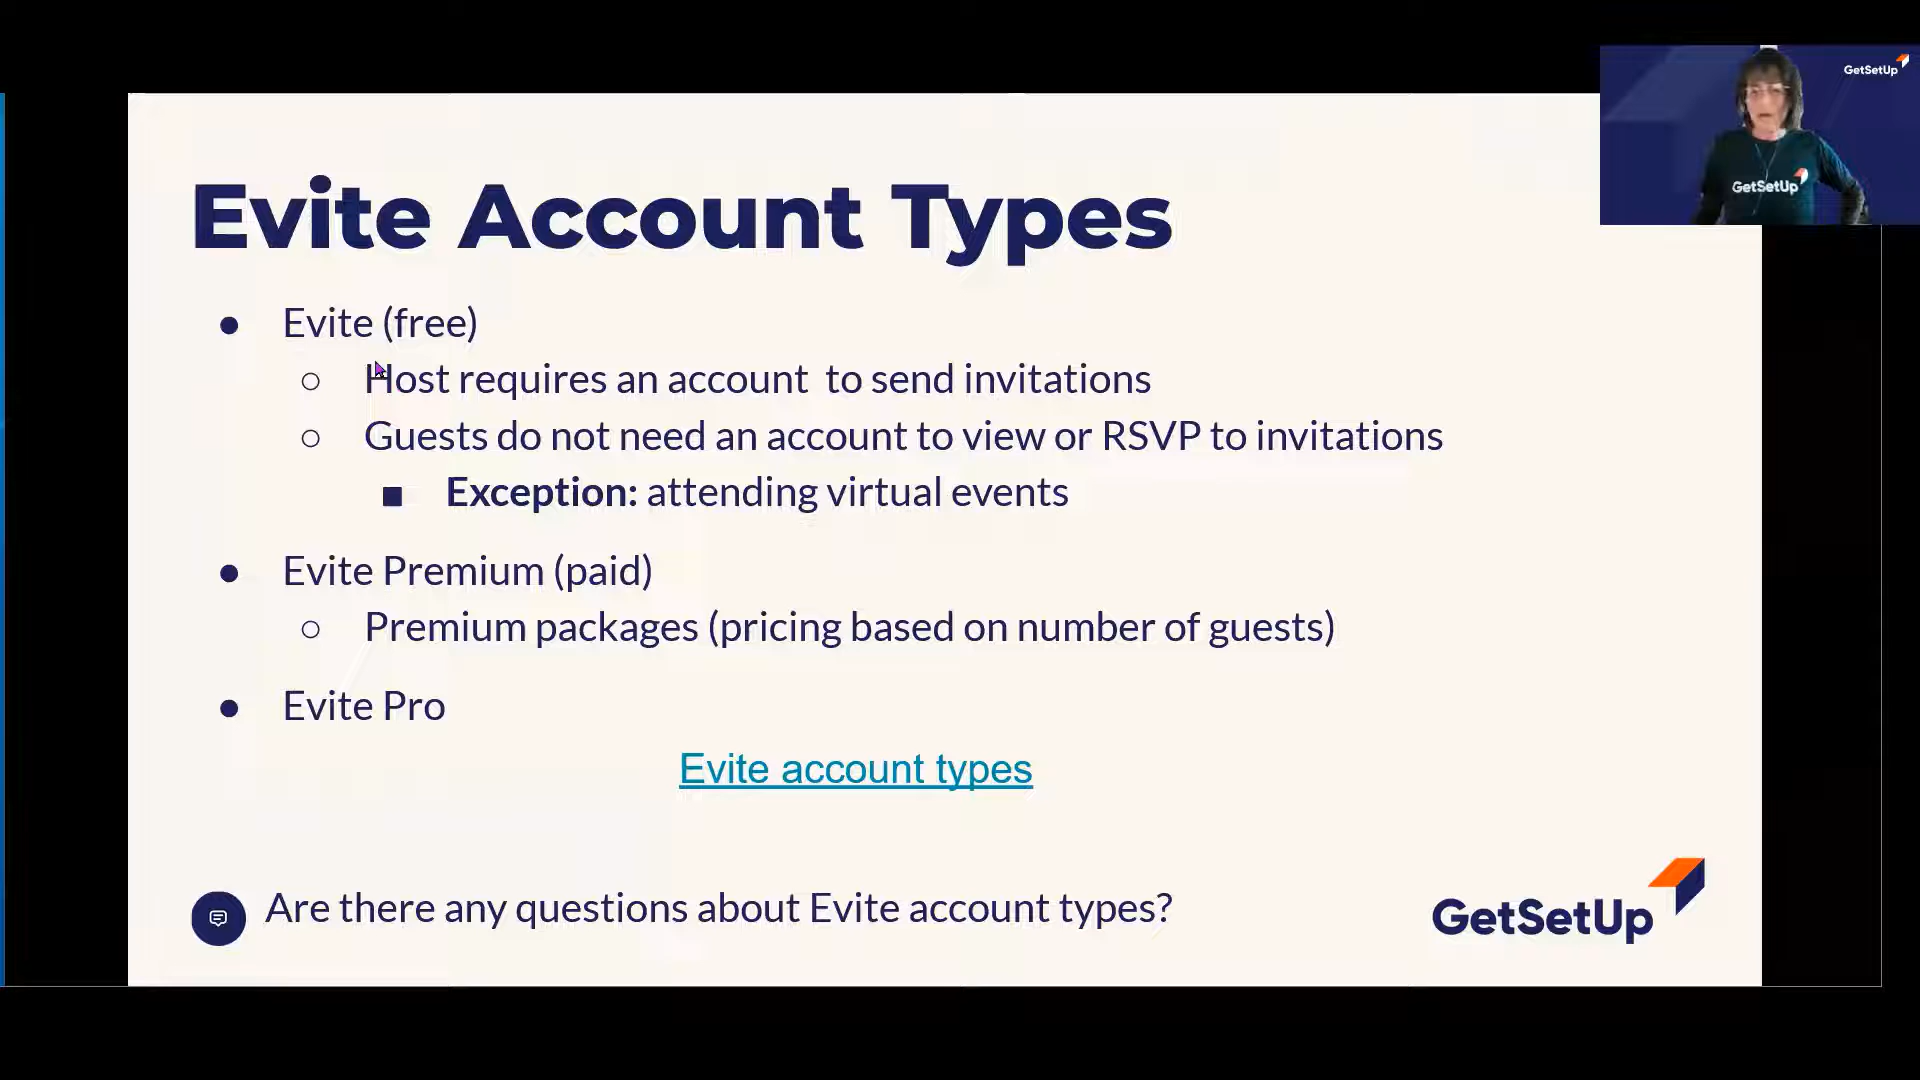 GetSetUp
GetSetUp
Evite Account Types
● Evite (free)
○ Host requires an account to send invitations
○ Guests do not need an account to view or RSVP to invitations
■ Exception: attending virtual events
● Evite Premium (paid)
○ Premium packages (pricing based on number of guests)
● Evite Pro
Evite account types
Are there any questions about Evite account types?
GetSetUp